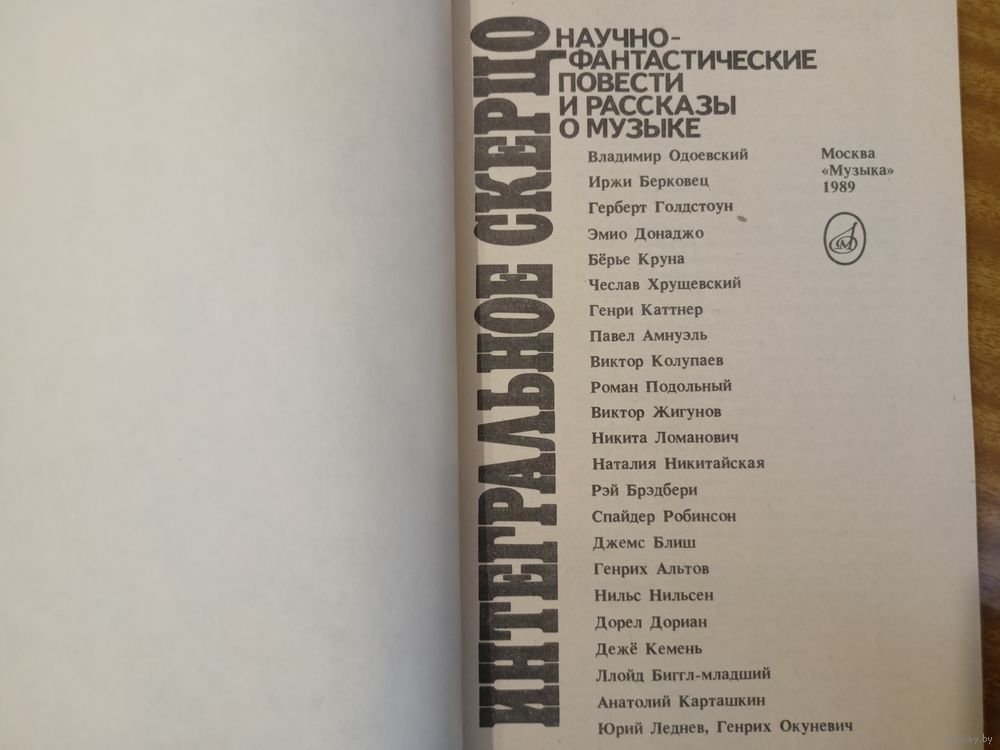 ИНТЕГРАЛЬНОЕ СКЕРЦО
НАУЧНО-
ФАНТАСТИЧЕСКИЕ
ПОВЕСТИ
И РАССКАЗЫ
О МУЗЫКЕ
Владимир Одоевский
Иржи Берковец
Герберт Голдстоун
Эмио Донаджо
Бёрье Круна
Чеслав Хрущевский
Генри Каттнер
Павел Амнуэль
Виктор Колупаев
Роман Подольный
Виктор Жигунов
Никита Ломанович
Наталия Никитайская
Рэй Брэдбери
Спайдер Робинсон
Джемс Блиш
Генрих Альтов
Нильс Нильсен
Дорел Дориан
Дежё Кемень
Ллойд Биггл-младший
Анатолий Карташкин
Юрий Леднев, Генрих Окуневич
Москва
«Музыка»
1989